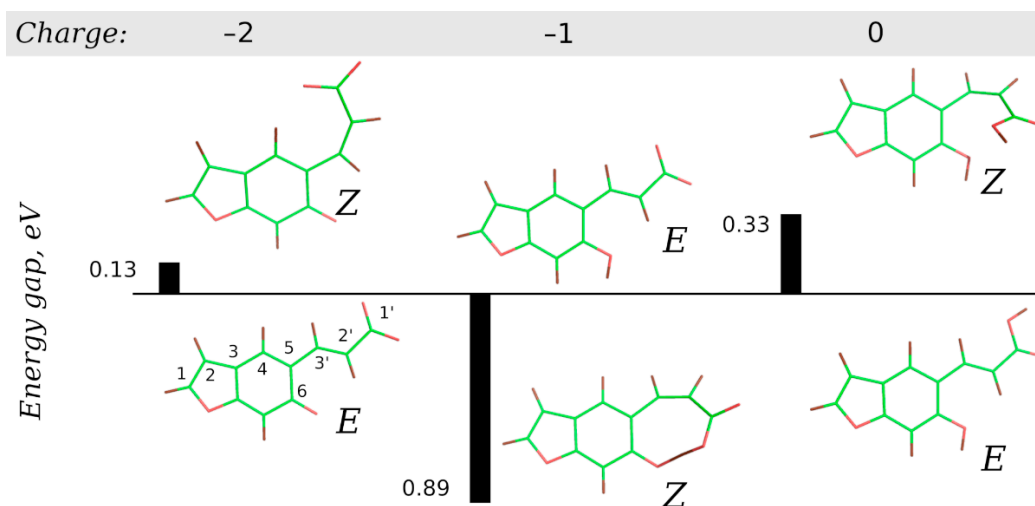 Charge: –2 –1 0
Z
E
Z
0.13
0.33
Energy gap, eV
1 2 3 4 5 6 3' 2' 1'
E
0.89
Z
E